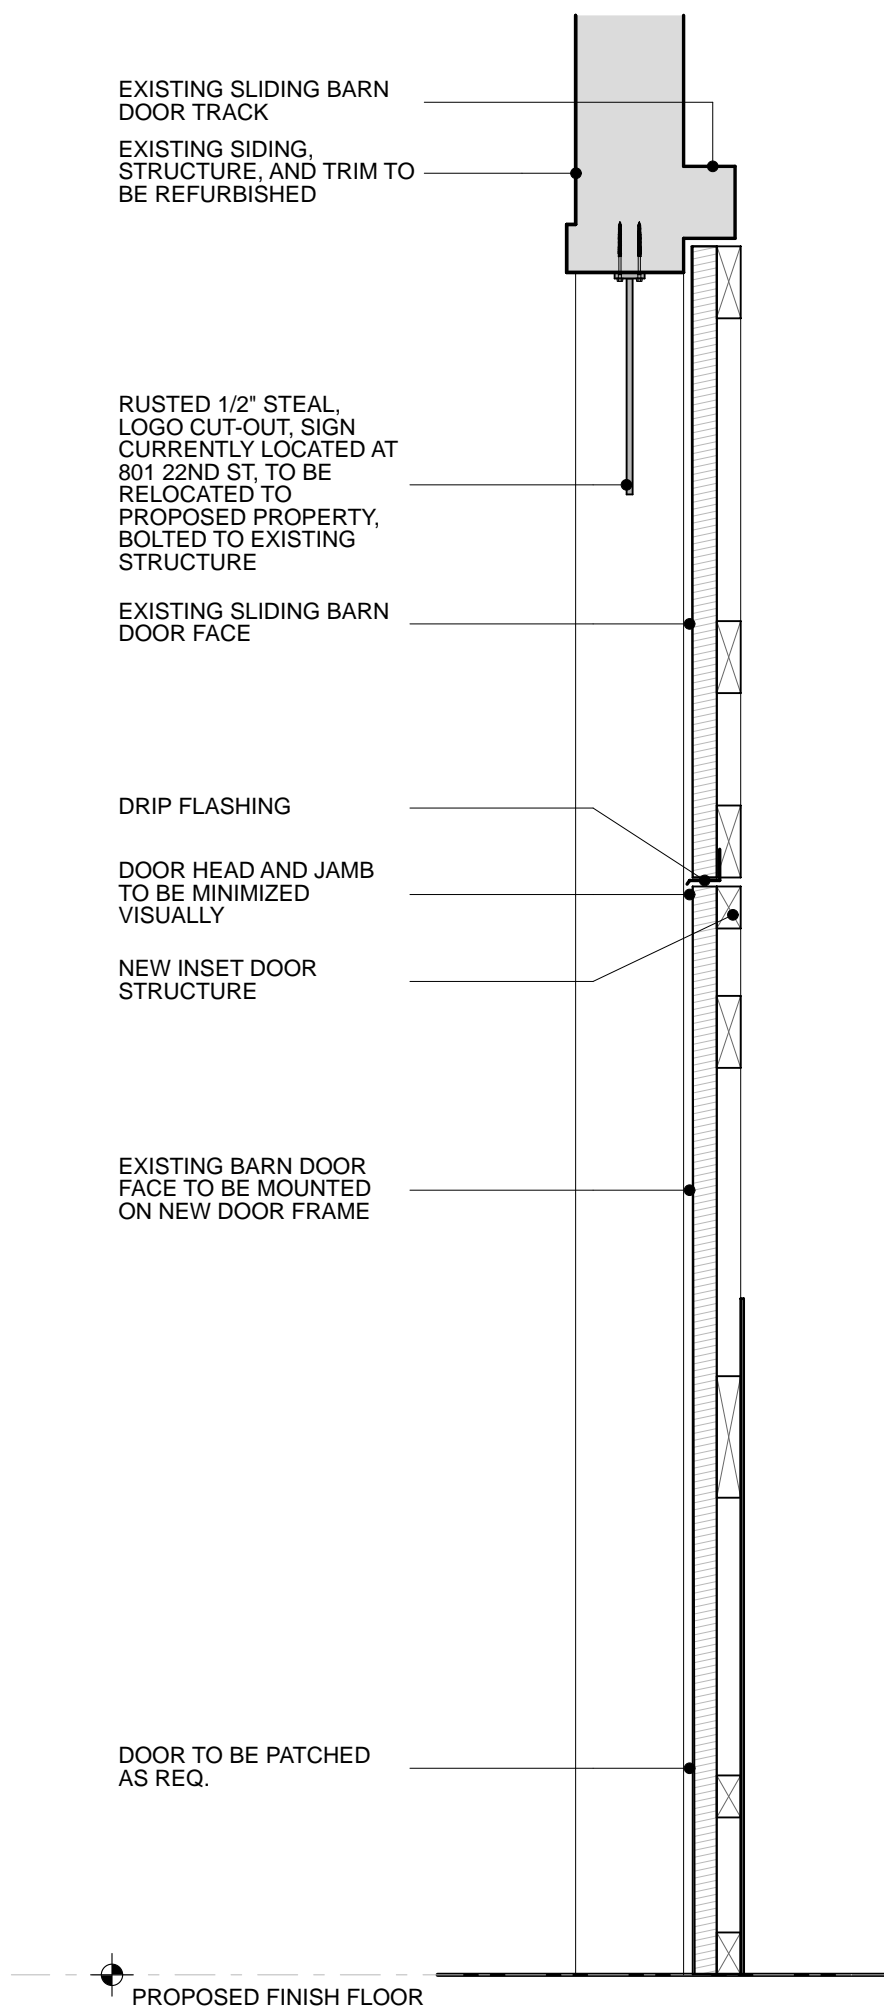 EXISTING SLIDING BARN
DOOR TRACK
EXISTING SIDING,
STRUCTURE, AND TRIM TO
BE REFURBISHED
RUSTED 1/2" STEAL,
LOGO CUT-OUT, SIGN
CURRENTLY LOCATED AT
801 22ND ST, TO BE
RELOCATED TO
PROPOSED PROPERTY,
BOLTED TO EXISTING
STRUCTURE
EXISTING SLIDING BARN
DOOR FACE
DRIP FLASHING
DOOR HEAD AND JAMB
TO BE MINIMIZED
VISUALLY
NEW INSET DOOR
STRUCTURE
EXISTING BARN DOOR
FACE TO BE MOUNTED
ON NEW DOOR FRAME
DOOR TO BE PATCHED
AS REQ.
PROPOSED FINISH FLOOR